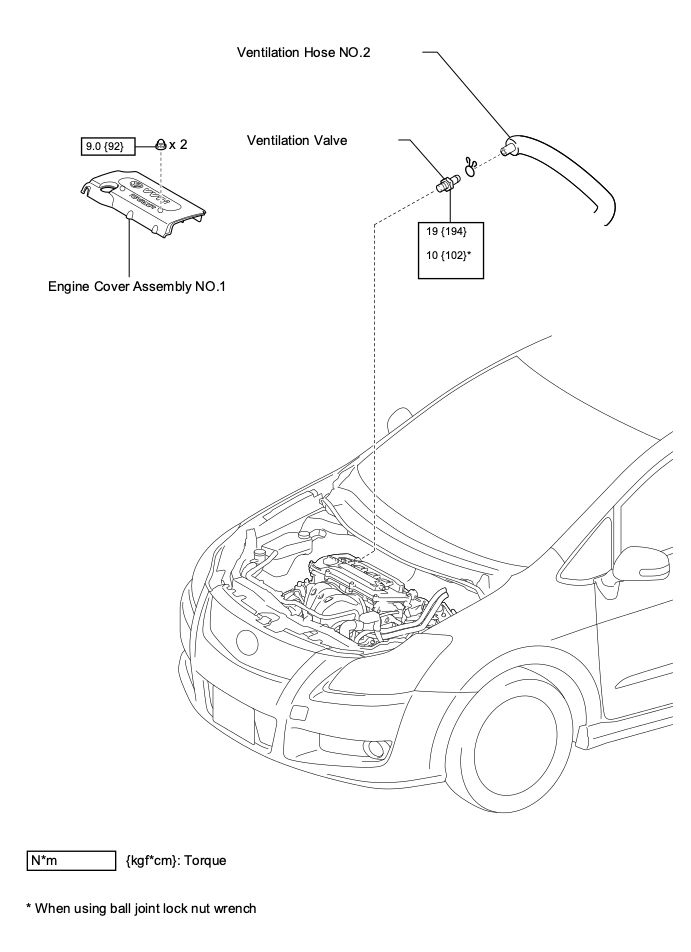 Ventilation Hose NO.2
9.0 {92}
x 2
Ventilation Valve
19 {194}
10 {102}*
Engine Cover Assembly NO.1
N*m
{kgf*cm}: Torque
* When using ball joint lock nut wrench